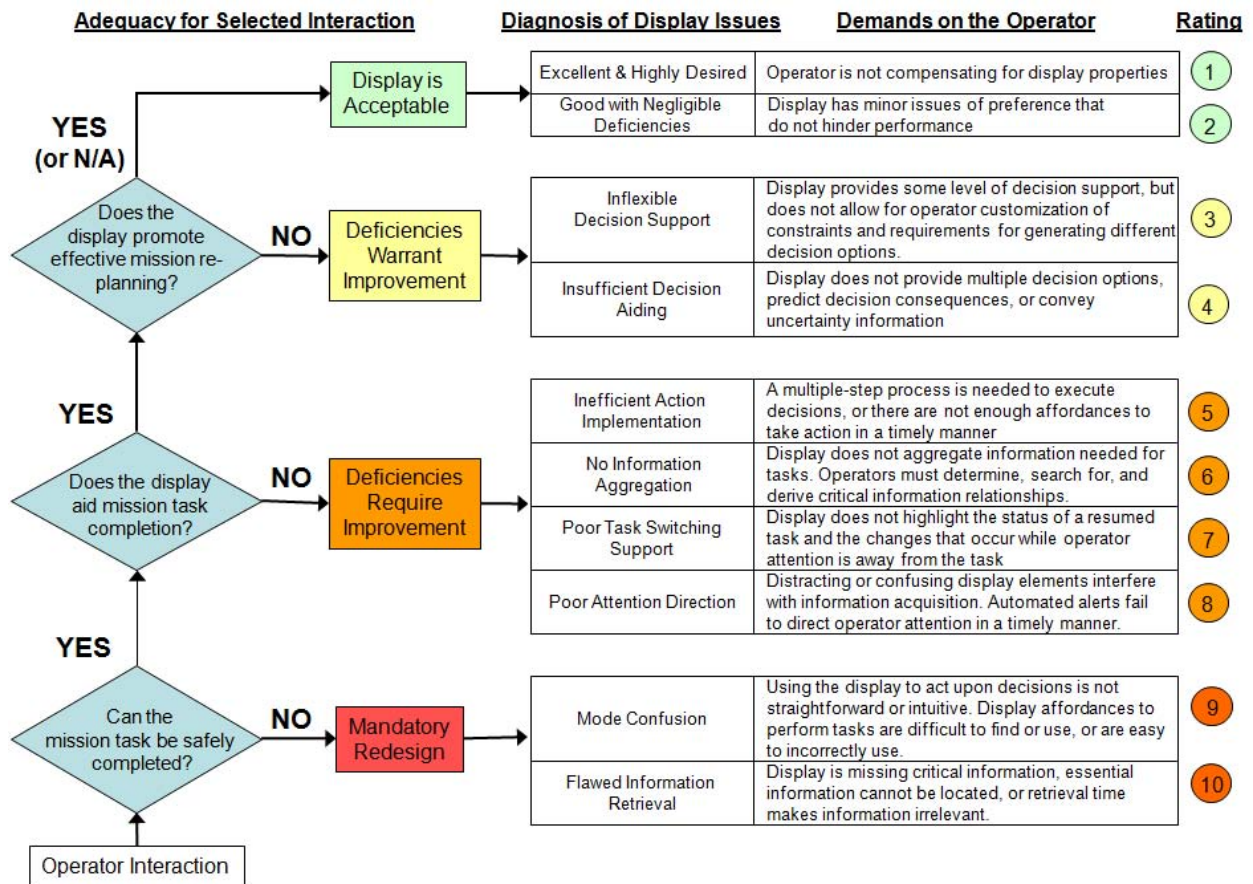 Adequacy for Selected Interaction
Diagnosis of Display Issues
Demands on the Operator
Rating
Display is
Acceptable
Excellent & Highly Desired
Operator is not compensating for display properties
1
Good with Negligible
Deficiencies
Display has minor issues of preference that
do not hinder performance
2
YES
(or N/A)
Does the
display promote
effective mission re-
planning?
NO
Deficiencies
Warrant
Improvement
Inflexible
Decision Support
Display provides some level of decision support, but
does not allow for operator customization of
constraints and requirements for generating different
decision options.
3
Insufficient Decision
Aiding
Display does not provide multiple decision options,
predict decision consequences, or convey
uncertainty information
4
YES
Does the display
aid mission task
completion?
NO
Deficiencies
Require
Improvement
Inefficient Action
Implementation
A multiple-step process is needed to execute
decisions, or there are not enough affordances to
take action in a timely manner
5
No Information
Aggregation
Display does not aggregate information needed for
tasks. Operators must determine, search for, and
derive critical information relationships.
6
Poor Task Switching
Support
Display does not highlight the status of a resumed
task and the changes that occur while operator
attention is away from the task
7
Poor Attention Direction
Distracting or confusing display elements interfere
with information acquisition. Automated alerts fail
to direct operator attention in a timely manner.
8
YES
Can the
mission task be safely
completed?
NO
Mandatory
Redesign
Mode Confusion
Using the display to act upon decisions is not
straightforward or intuitive. Display affordances to
perform tasks are difficult to find or use, or are easy
to incorrectly use.
9
Flawed Information
Retrieval
Display is missing critical information, essential
information cannot be located, or retrieval time
makes information irrelevant.
10
Operator Interaction